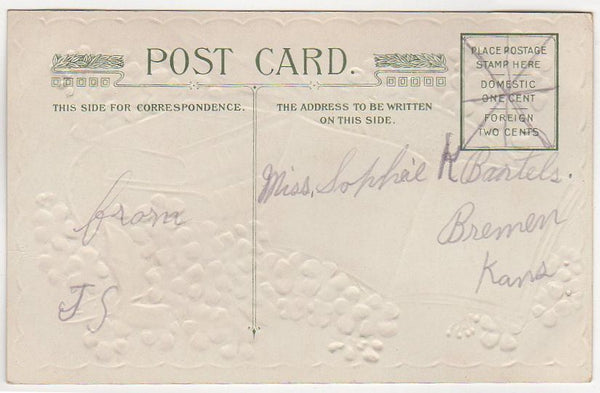 POST CARD.
THIS SIDE FOR CORRESPONDENCE.
THE ADDRESS TO BE WRITTEN
ON THIS SIDE.
PLACE POSTAGE
STAMP HERE
DOMESTIC
ONE CENT
FOREIGN
TWO CENTS
from
J S
Miss, Sophie K Bartels.
Bremen
Kans.